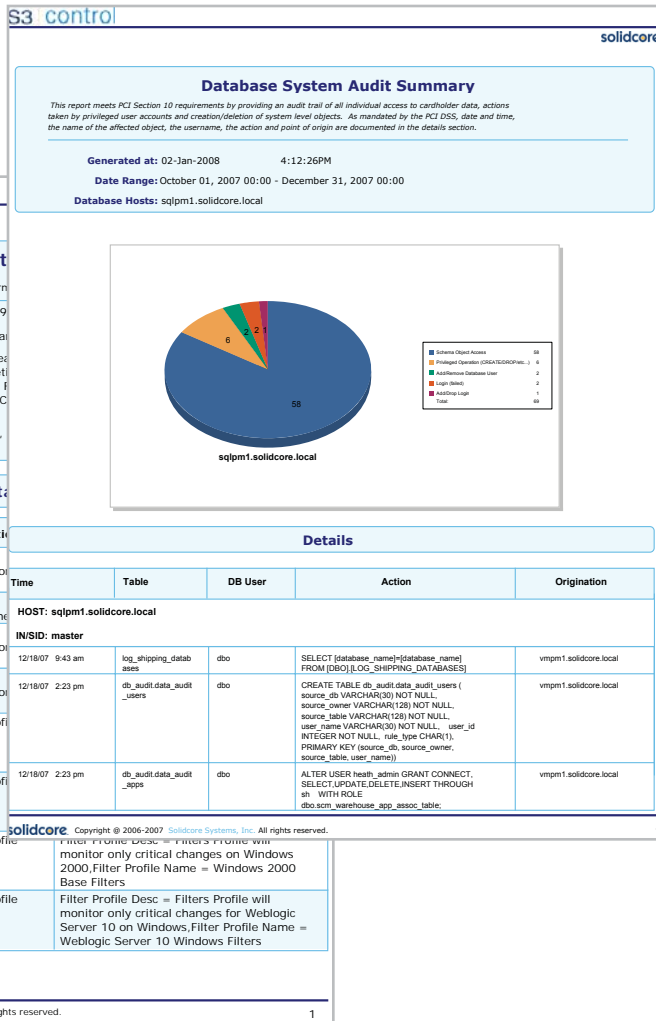 S3 control
solidcore
Database System Audit Summary
This report meets PCI Section 10 requirements by providing an audit trail of all individual access to cardholder data, actions
taken by privileged user accounts and creation/deletion of system level objects. As mandated by the PCI DSS, date and time,
the name of the affected object, the username, the action and point of origin are documented in the details section.
Generated at: 02-Jan-2008 4:12:26PM
Date Range: October 01, 2007 00:00 - December 31, 2007 00:00
Database Hosts: sqlpm1.solidcore.local
6
2
2
1
58
sqlpm1.solidcore.local
Schema Object Access 58
Privileged Operation (CREATE/DROP/etc...) 6
Add/Remove Database User 2
Login (failed) 2
Add/Drop Login 1
Total: 69
Details
Time Table DB User Action Origination
HOST: sqlpm1.solidcore.local
IN/SID: master
12/18/07 9:43 am log_shipping_datab dbo SELECT [database_name]=[database_name] vmpm1.solidcore.local
ases FROM [DBO].[LOG_SHIPPING_DATABASES]
12/18/07 2:23 pm db_audit.data_audit dbo CREATE TABLE db_audit.data_audit_users ( vmpm1.solidcore.local
_users source_db VARCHAR(30) NOT NULL,
source_owner VARCHAR(128) NOT NULL,
source_table VARCHAR(128) NOT NULL,
user_name VARCHAR(30) NOT NULL, user_id
INTEGER NOT NULL, rule_type CHAR(1),
PRIMARY KEY (source_db, source_owner,
source_table, user_name))
12/18/07 2:23 pm db_audit.data_audit dbo ALTER USER heath_admin GRANT CONNECT, vmpm1.solidcore.local
_apps SELECT,UPDATE,DELETE,INSERT THROUGH
sh WITH ROLE
dbo.scm_warehouse_app_assoc_table;
solidcore Copyright @ 2006-2007 Solidcore Systems, Inc. All rights reserved.
Filter Profile Desc = Filters Profile will
monitor only critical changes on Windows
2000,Filter Profile Name = Windows 2000
Base Filters
ofile Filter Profile Desc = Filters Profile will
monitor only critical changes for Weblogic
Server 10 on Windows,Filter Profile Name =
Weblogic Server 10 Windows Filters
ghts reserved. 1